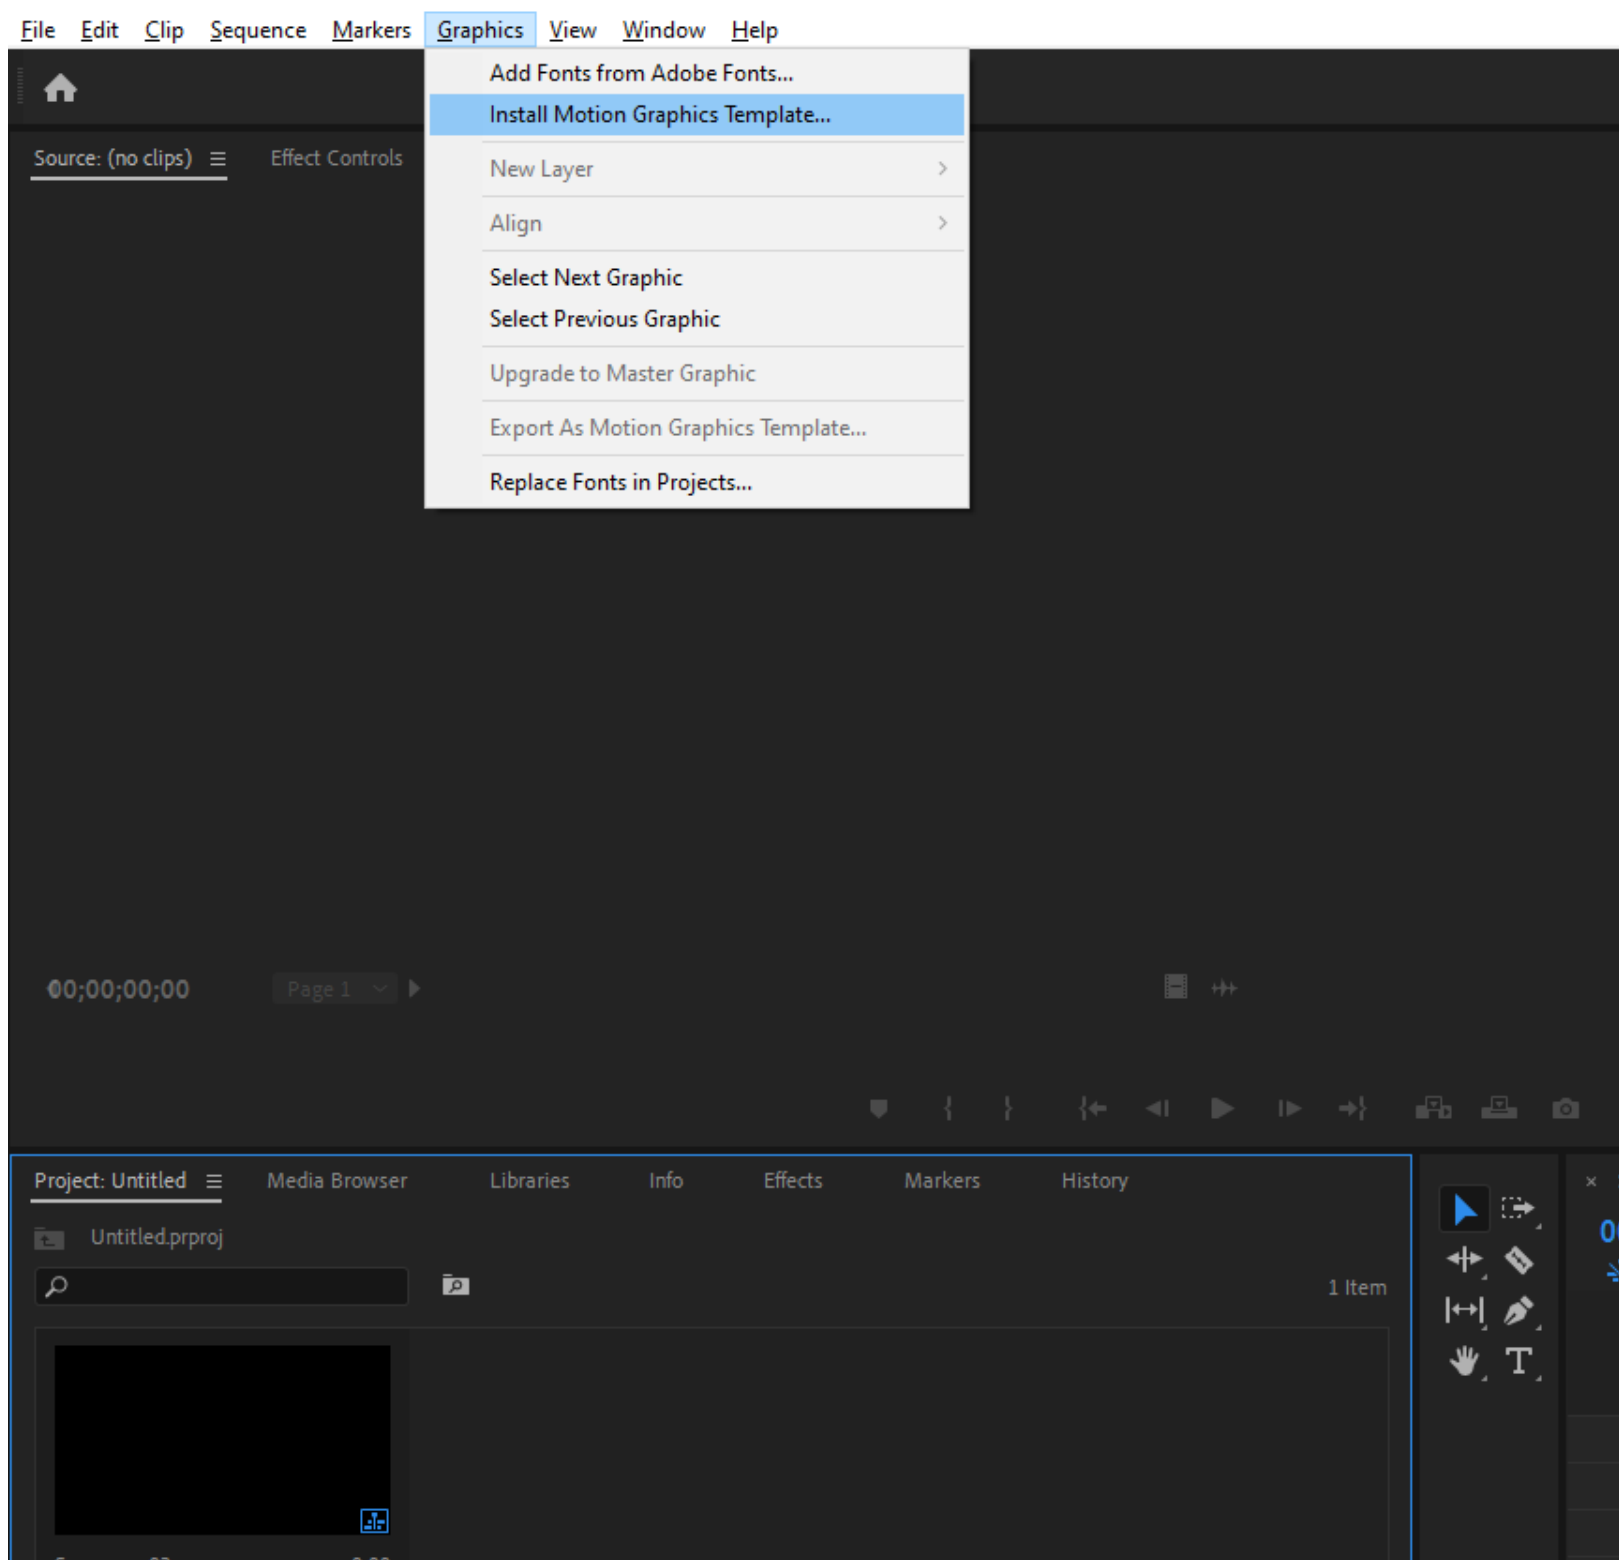 File Edit Clip Sequence Markers Graphics View Window Help
Add Fonts from Adobe Fonts...
Install Motion Graphics Template...
Source: (no clips) Effect Controls
New Layer
Align
Select Next Graphic
Select Previous Graphic
Upgrade to Master Graphic
Export As Motion Graphics Template...
Replace Fonts in Projects...
00;00;00;00 Page 1
Project: Untitled Media Browser Libraries Info Effects Markers History
Untitled.prproj
1 Item